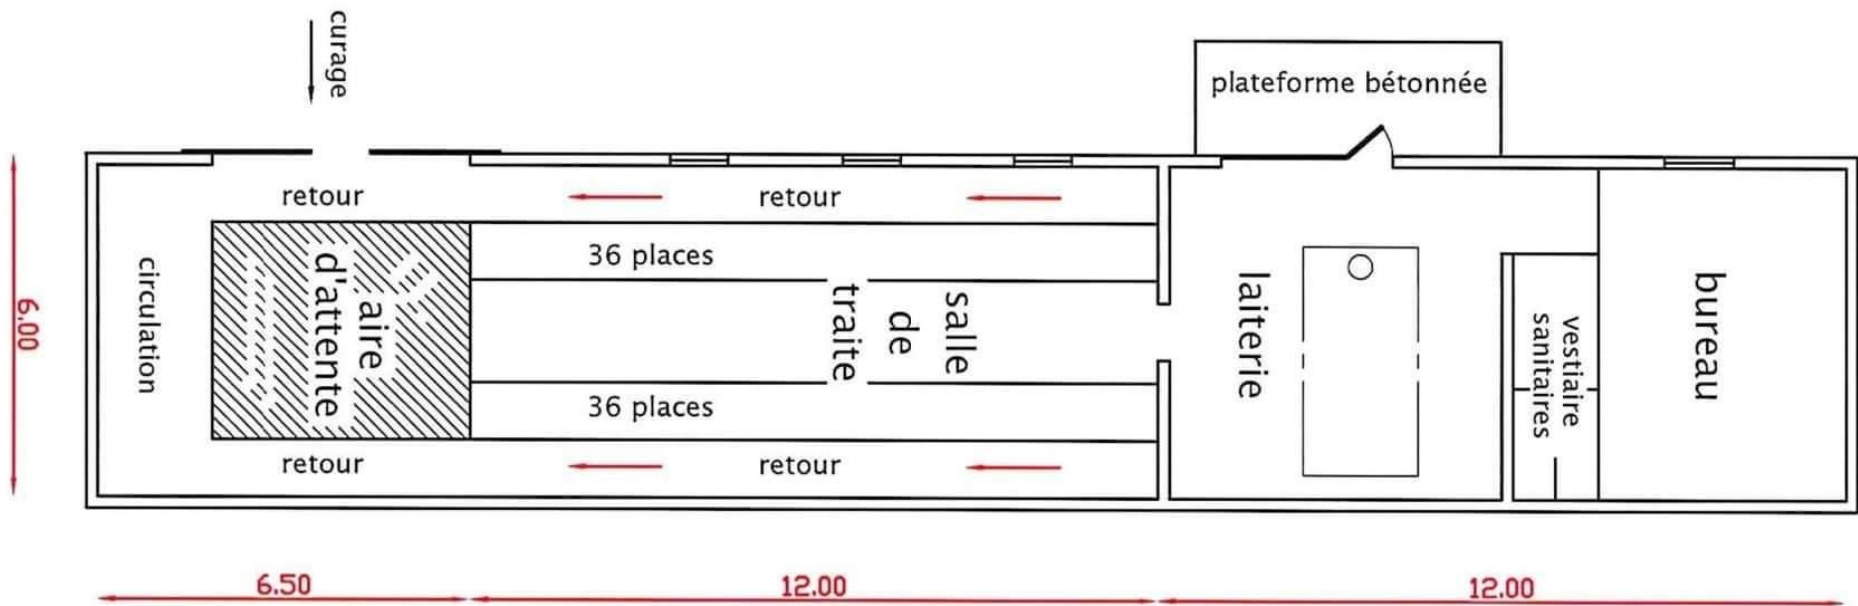 curage
plateforme bétonnée
retour
retour
36 places
circulation
aire
d'attente
salle
de
traite
laiterie
vestiaire
sanitaires
bureau
6.00
36 places
retour
retour
6.50
12.00
12.00